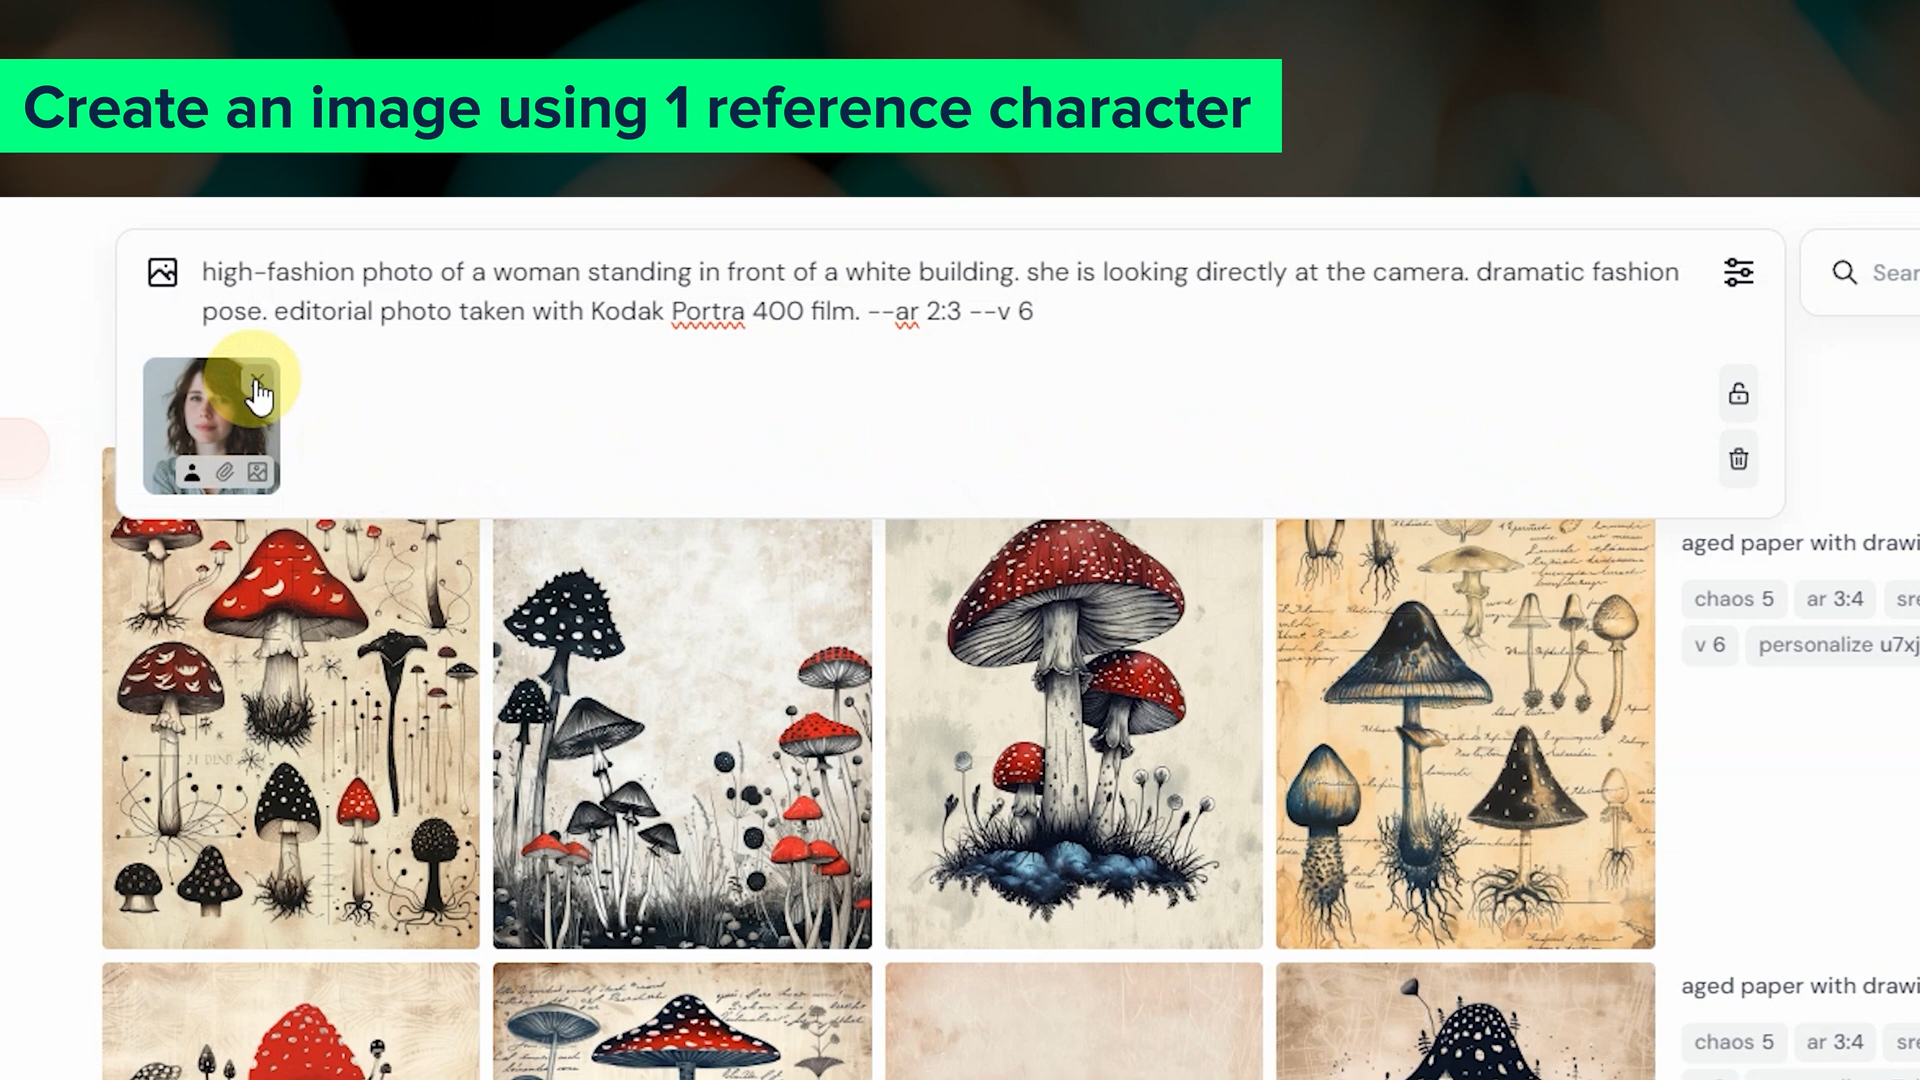 Create an image using 1 reference character
high-fashion photo of a woman standing in front of a white building. she is looking directly at the camera. dramatic fashion
pose. editorial photo taken with Kodak Portra 400 film. --ar 2:3 --v 6
Sear
aged paper with drawi
chaos 5
ar 3:4
sre
v 6
personalize u7xj
aged paper with drawi
chaos 5
ar 3:4
sre